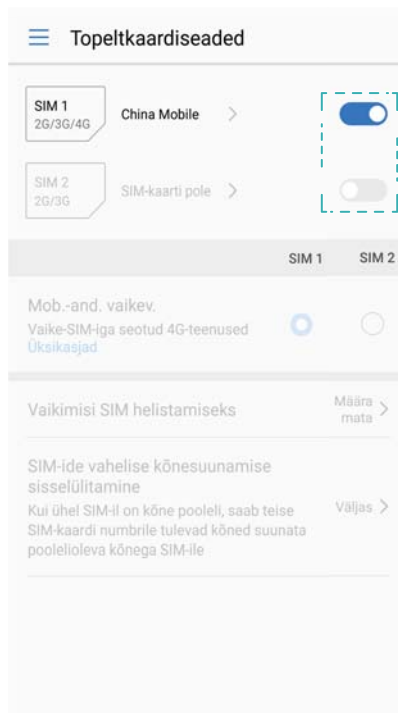 Topeltkaardiseaded
SIM 1
2G/3G/4G
China Mobile
SIM 2
2G/3G
SIM-kaarti pole
SIM 1 SIM 2
Mob.-and. vaikev.
Vaike-SIM-iga seotud 4G-teenused
Üksikasjad
Vaikimisi SIM helistamiseks
Määra
mata
SIM-ide vahelise kõnesuunamise
sisselülitamine
Kui ühel SIM-il on kõne pooleli, saab teise
SIM-kaardi numbrile tulevad kõned suunata
poolelioleva kõnega SIM-ile
Väljas